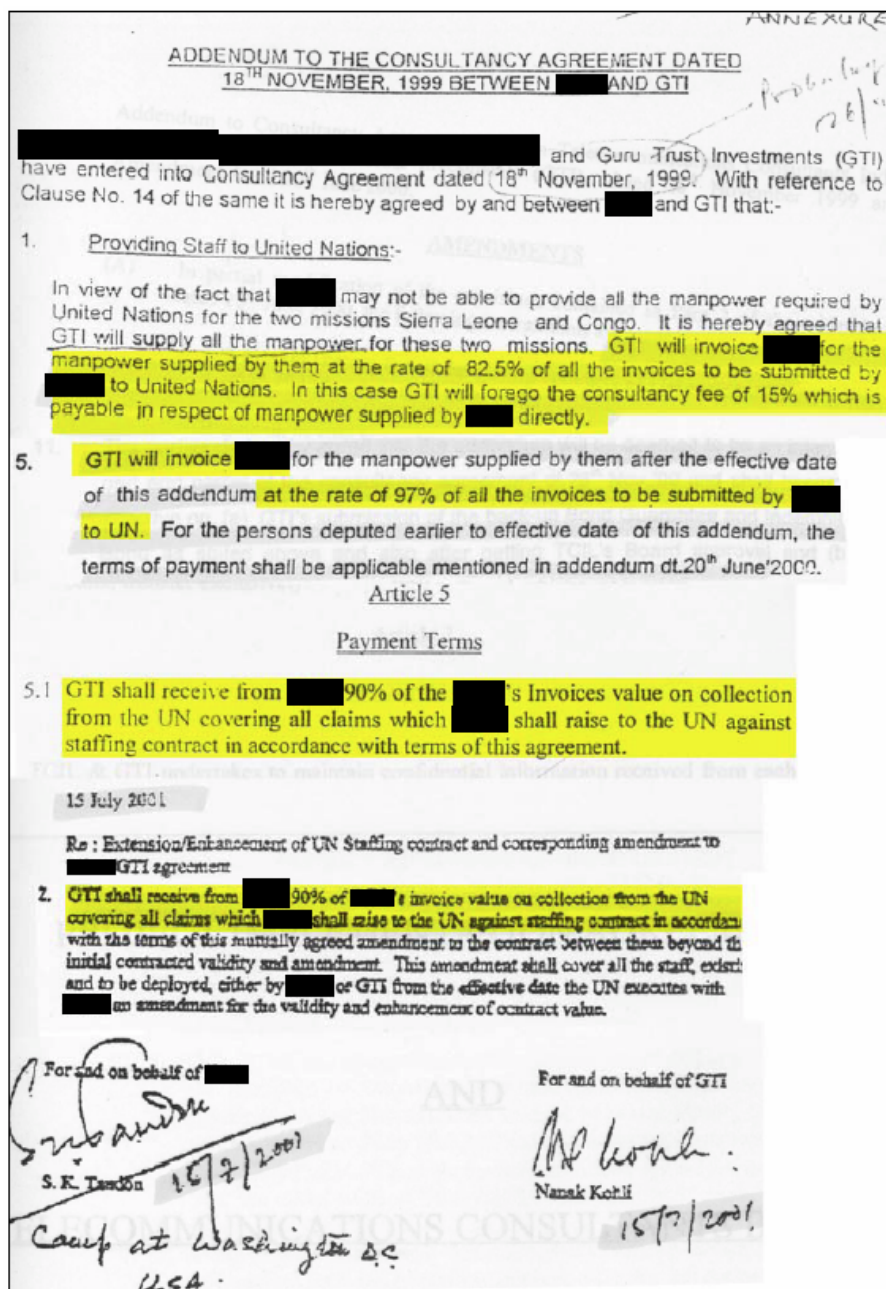 ANNEXURE
ADDENDUM TO THE CONSULTANCY AGREEMENT DATED
18TH NOVEMBER, 1999 BETWEEN AND GTI
and Guru Trust Investments (GTI)
have entered into Consultancy Agreement dated 18th November, 1999. With reference to
Clause No. 14 of the same it is hereby agreed by and between and GTI that:-
1. Providing Staff to United Nations:-
In view of the fact that may not be able to provide all the manpower required by
United Nations for the two missions Sierra Leone and Congo. It is hereby agreed that
GTI will supply all the manpower for these two missions. GTI will invoice for the
manpower supplied by them at the rate of 82.5% of all the invoices to be submitted by
to United Nations. In this case GTI will forego the consultancy fee of 15% which is
payable in respect of manpower supplied by directly.
5. GTI will invoice for the manpower supplied by them after the effective date
of this addendum at the rate of 97% of all the invoices to be submitted by
to UN. For the persons deputed earlier to effective date of this addendum, the
terms of payment shall be applicable mentioned in addendum dt.20th June'2000.
Article 5
Payment Terms
5.1 GTI shall receive from 90% of the 's Invoices value on collection
from the UN covering all claims which shall raise to the UN against
staffing contract in accordance with terms of this agreement.
15 July 2001
Re : Extension/Enhancement of UN Staffing contract and corresponding amendment to
GTI agreement
2. GTI shall receive from 90% of 's invoice value on collection from the UN
covering all claims which shall raise to the UN against staffing contract in accordanc
with the terms of this mutually agreed amendment to the contract between them beyond th
initial contracted validity and amendment. This amendment shall cover all the staff, existi
and to be deployed, either by or GTI from the effective date the UN executes with
an amendment for the validity and enhancement of contract value.
For and on behalf of
For and on behalf of GTI
S. K. Tandon
15/7/2001
Nanak Kohli
15/7/2001
Camp at Washington DC
USA.
AND